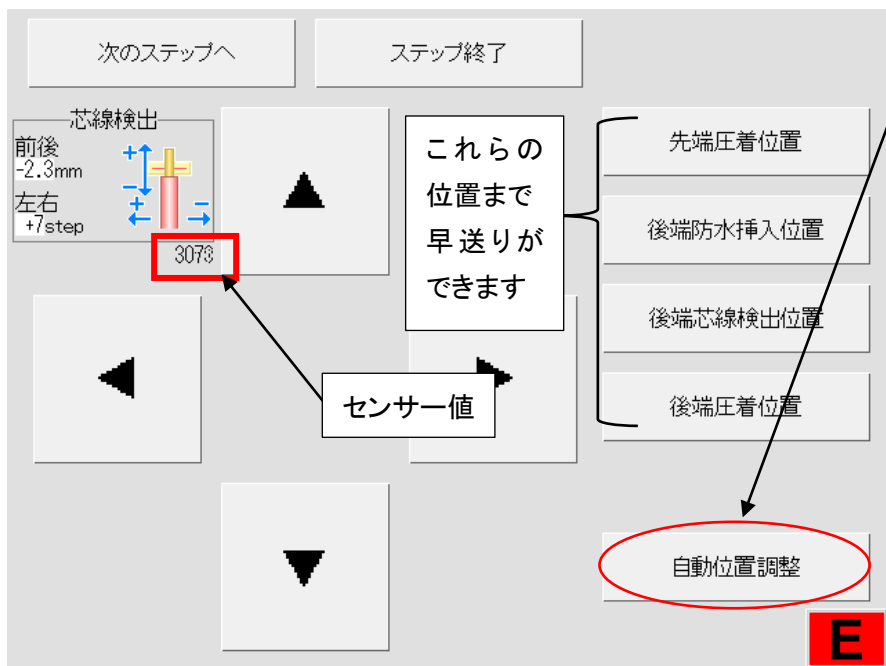 次のステップへ
ステップ終了
芯線検出
前後
-2.3mm
左右
+7step
+
-
+
-
これらの
位置まで
早送りが
できます
先端圧着位置
後端防水挿入位置
後端芯線検出位置
後端圧着位置
センサー値
自動位置調整
E